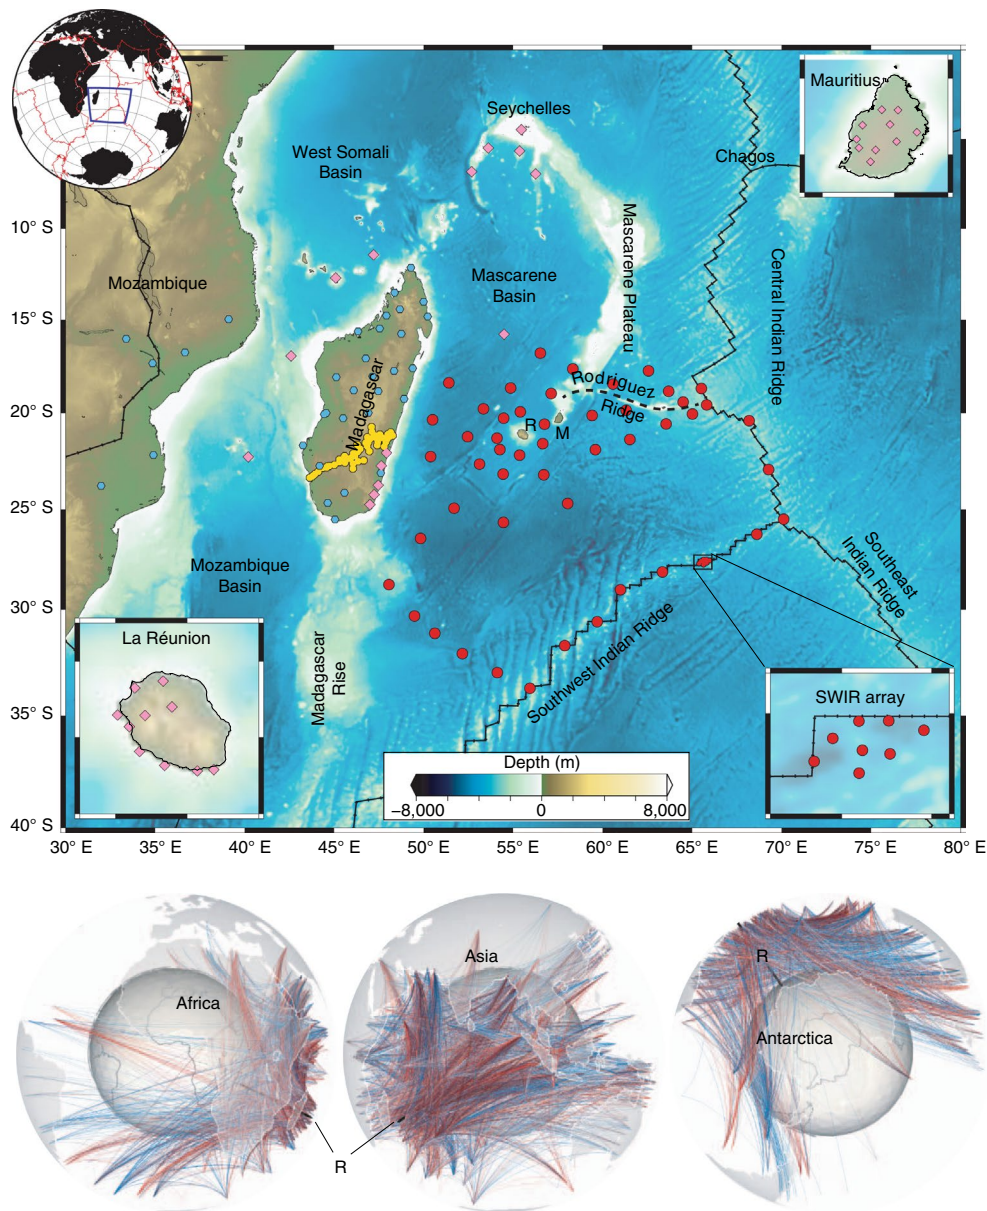 Mauritius
Seychelles
West Somali
Basin
Chagos
10° S
Mozambique
Mascarene
Basin
Mascarene Plateau
Central Indian Ridge
15° S
Madagascar
Rodriguez
Ridge
20° S
R
M
25° S
Mozambique
Basin
Southeast
Indian Ridge
30° S
La Réunion
Madagascar
Rise
Southwest Indian Ridge
SWIR array
35° S
Depth (m)
−8,000
0
8,000
40° S
30° E
35° E
40° E
45° E
50° E
55° E
60° E
65° E
70° E
75° E
80° E
Africa
Asia
R
Antarctica
R